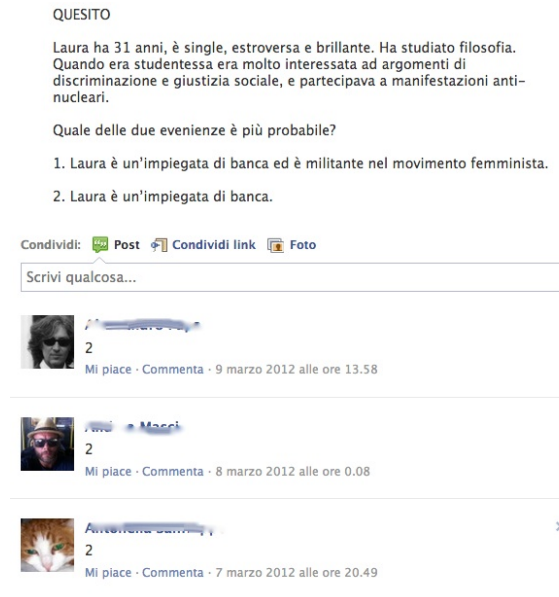 QUESITO
Laura ha 31 anni, è single, estroversa e brillante. Ha studiato filosofia.
Quando era studentessa era molto interessata ad argomenti di
discriminazione e giustizia sociale, e partecipava a manifestazioni anti-
nucleari.
Quale delle due evenienze è più probabile?
1. Laura è un'impiegata di banca ed è militante nel movimento femminista.
2. Laura è un'impiegata di banca.
Condividi: Post Condividi link Foto
Scrivi qualcosa...
2
Mi piace · Commenta · 9 marzo 2012 alle ore 13.58
2
Mi piace · Commenta · 8 marzo 2012 alle ore 0.08
2
Mi piace · Commenta · 7 marzo 2012 alle ore 20.49